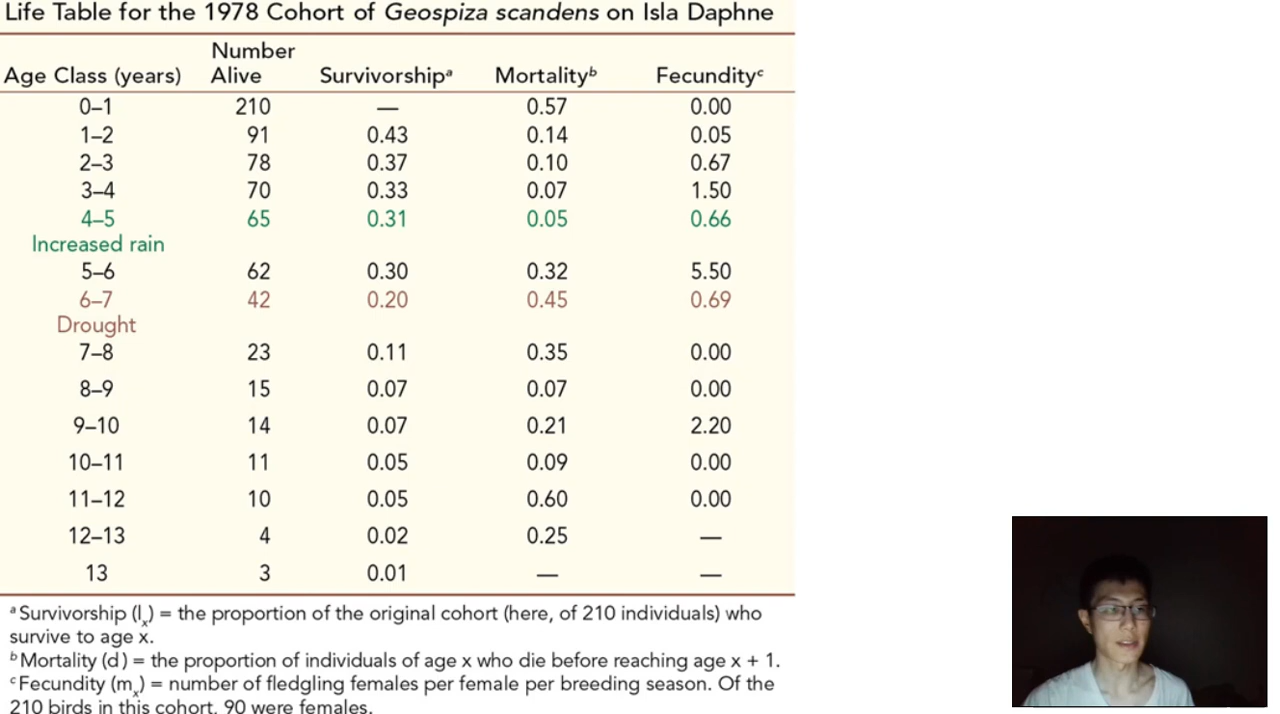 Life Table for the 1978 Cohort of Geospiza scandens on Isla Daphne
Age Class (years) Number Alive Survivorshipᵃ Mortalityᵇ Fecundityᶜ
0–1 210 — 0.57 0.00
1–2 91 0.43 0.14 0.05
2–3 78 0.37 0.10 0.67
3–4 70 0.33 0.07 1.50
4–5 65 0.31 0.05 0.66
Increased rain
5–6 62 0.30 0.32 5.50
6–7 42 0.20 0.45 0.69
Drought
7–8 23 0.11 0.35 0.00
8–9 15 0.07 0.07 0.00
9–10 14 0.07 0.21 2.20
10–11 11 0.05 0.09 0.00
11–12 10 0.05 0.60 0.00
12–13 4 0.02 0.25 —
13 3 0.01 — —
ᵃ Survivorship (lₓ) = the proportion of the original cohort (here, of 210 individuals) who
survive to age x.
ᵇ Mortality (d) = the proportion of individuals of age x who die before reaching age x + 1.
ᶜ Fecundity (mₓ) = number of fledgling females per female per breeding season. Of the
210 birds in this cohort, 90 were females.